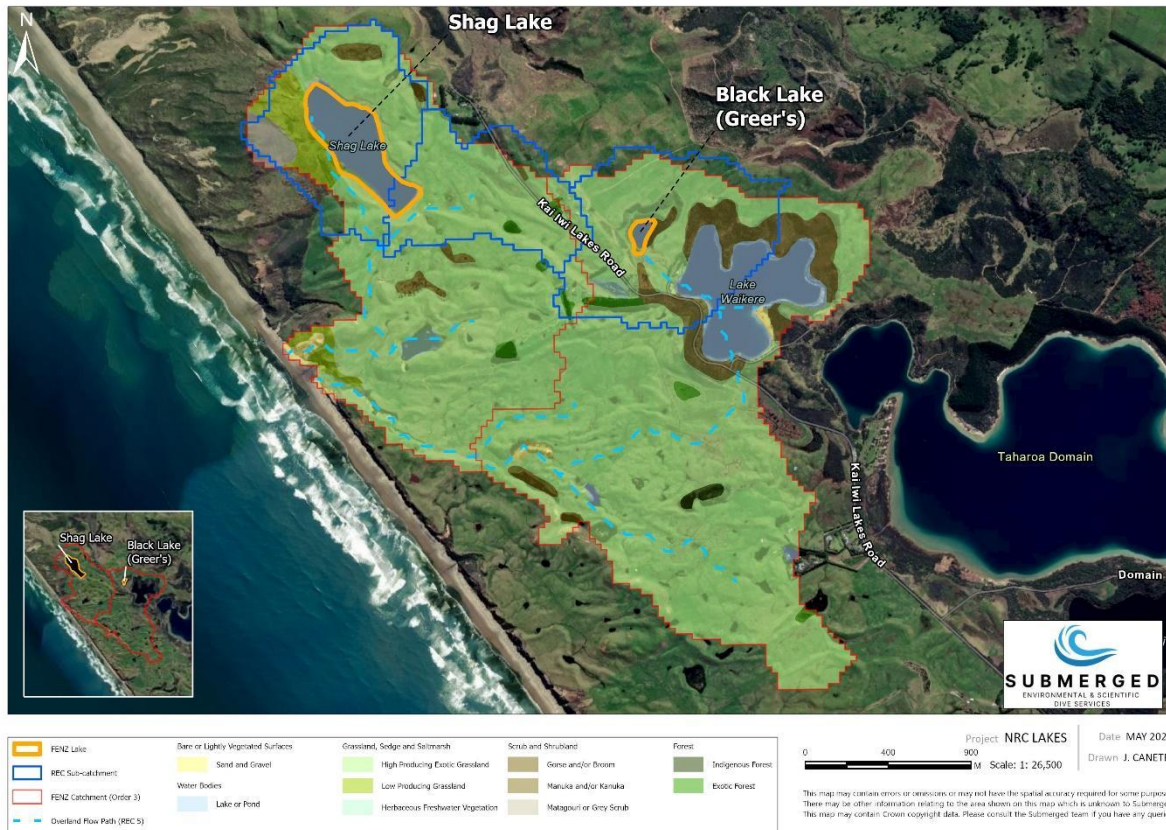 N
Shag Lake
Black Lake
(Greer's)
Shag Lake
Kai Iwi Lakes Road
Lake
Waikere
Taharoa Domain
Kai Iwi Lakes Road
Domain
Shag Lake
Black Lake
(Greer's)
SUBMERGED
ENVIRONMENTAL & SCIENTIFIC
DIVE SERVICES
FENZ Lake
REC Sub-catchment
FENZ Catchment (Order 3)
Overland Flow Path (REC 5)
Bare or Lightly Vegetated Surfaces
Sand and Gravel
Water Bodies
Lake or Pond
Grassland, Sedge and Saltmarsh
High Producing Exotic Grassland
Low Producing Grassland
Herbaceous Freshwater Vegetation
Scrub and Shrubland
Gorse and/or Broom
Manuka and/or Kanuka
Matagouri or Grey Scrub
Forest
Indigenous Forest
Exotic Forest
Project NRC LAKES
Date MAY 202
0 400 900
M Scale: 1: 26,500
Drawn J. CANETE
This map may contain errors or omissions or may not have the spatial accuracy required for some purpos
There may be other information relating to the area shown on this map which is unknown to Submerg
This map may contain Crown copyright data. Please consult the Submerged team if you have any quer